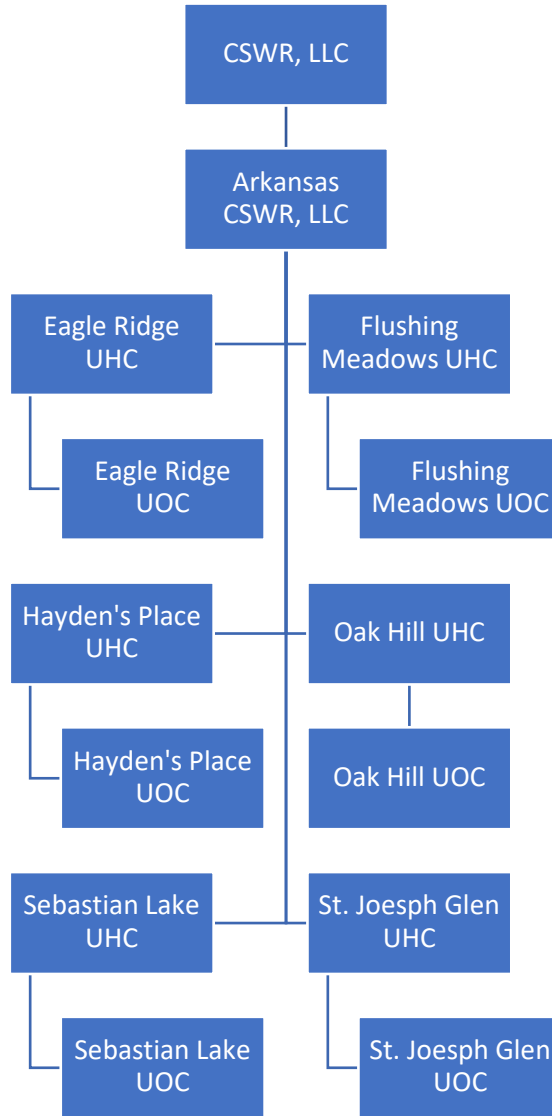 CSWR, LLC
Arkansas
CSWR, LLC
Eagle Ridge
UHC
Flushing
Meadows UHC
Eagle Ridge
UOC
Flushing
Meadows UOC
Hayden's Place
UHC
Oak Hill UHC
Hayden's Place
UOC
Oak Hill UOC
Sebastian Lake
UHC
St. Joesph Glen
UHC
Sebastian Lake
UOC
St. Joesph Glen
UOC